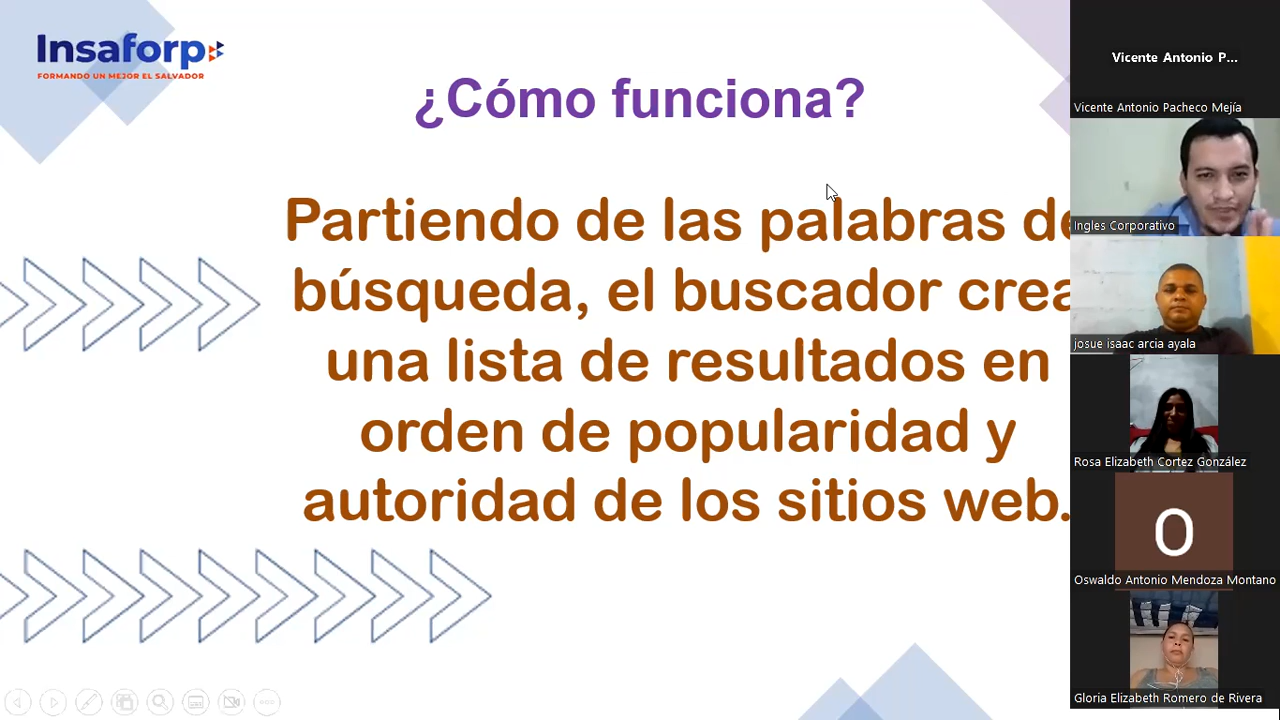 Insaforp
FORMANDO UN MEJOR EL SALVADOR
¿Cómo funciona?
Partiendo de las palabras de
búsqueda, el buscador crea
una lista de resultados en
orden de popularidad y
autoridad de los sitios web.
Vicente Antonio P...
Vicente Antonio Pacheco Mejía
Ingles Corporativo
josue isaac arcia ayala
Rosa Elizabeth Cortez González
O
Oswaldo Antonio Mendoza Montano
Gloria Elizabeth Romero de Rivera